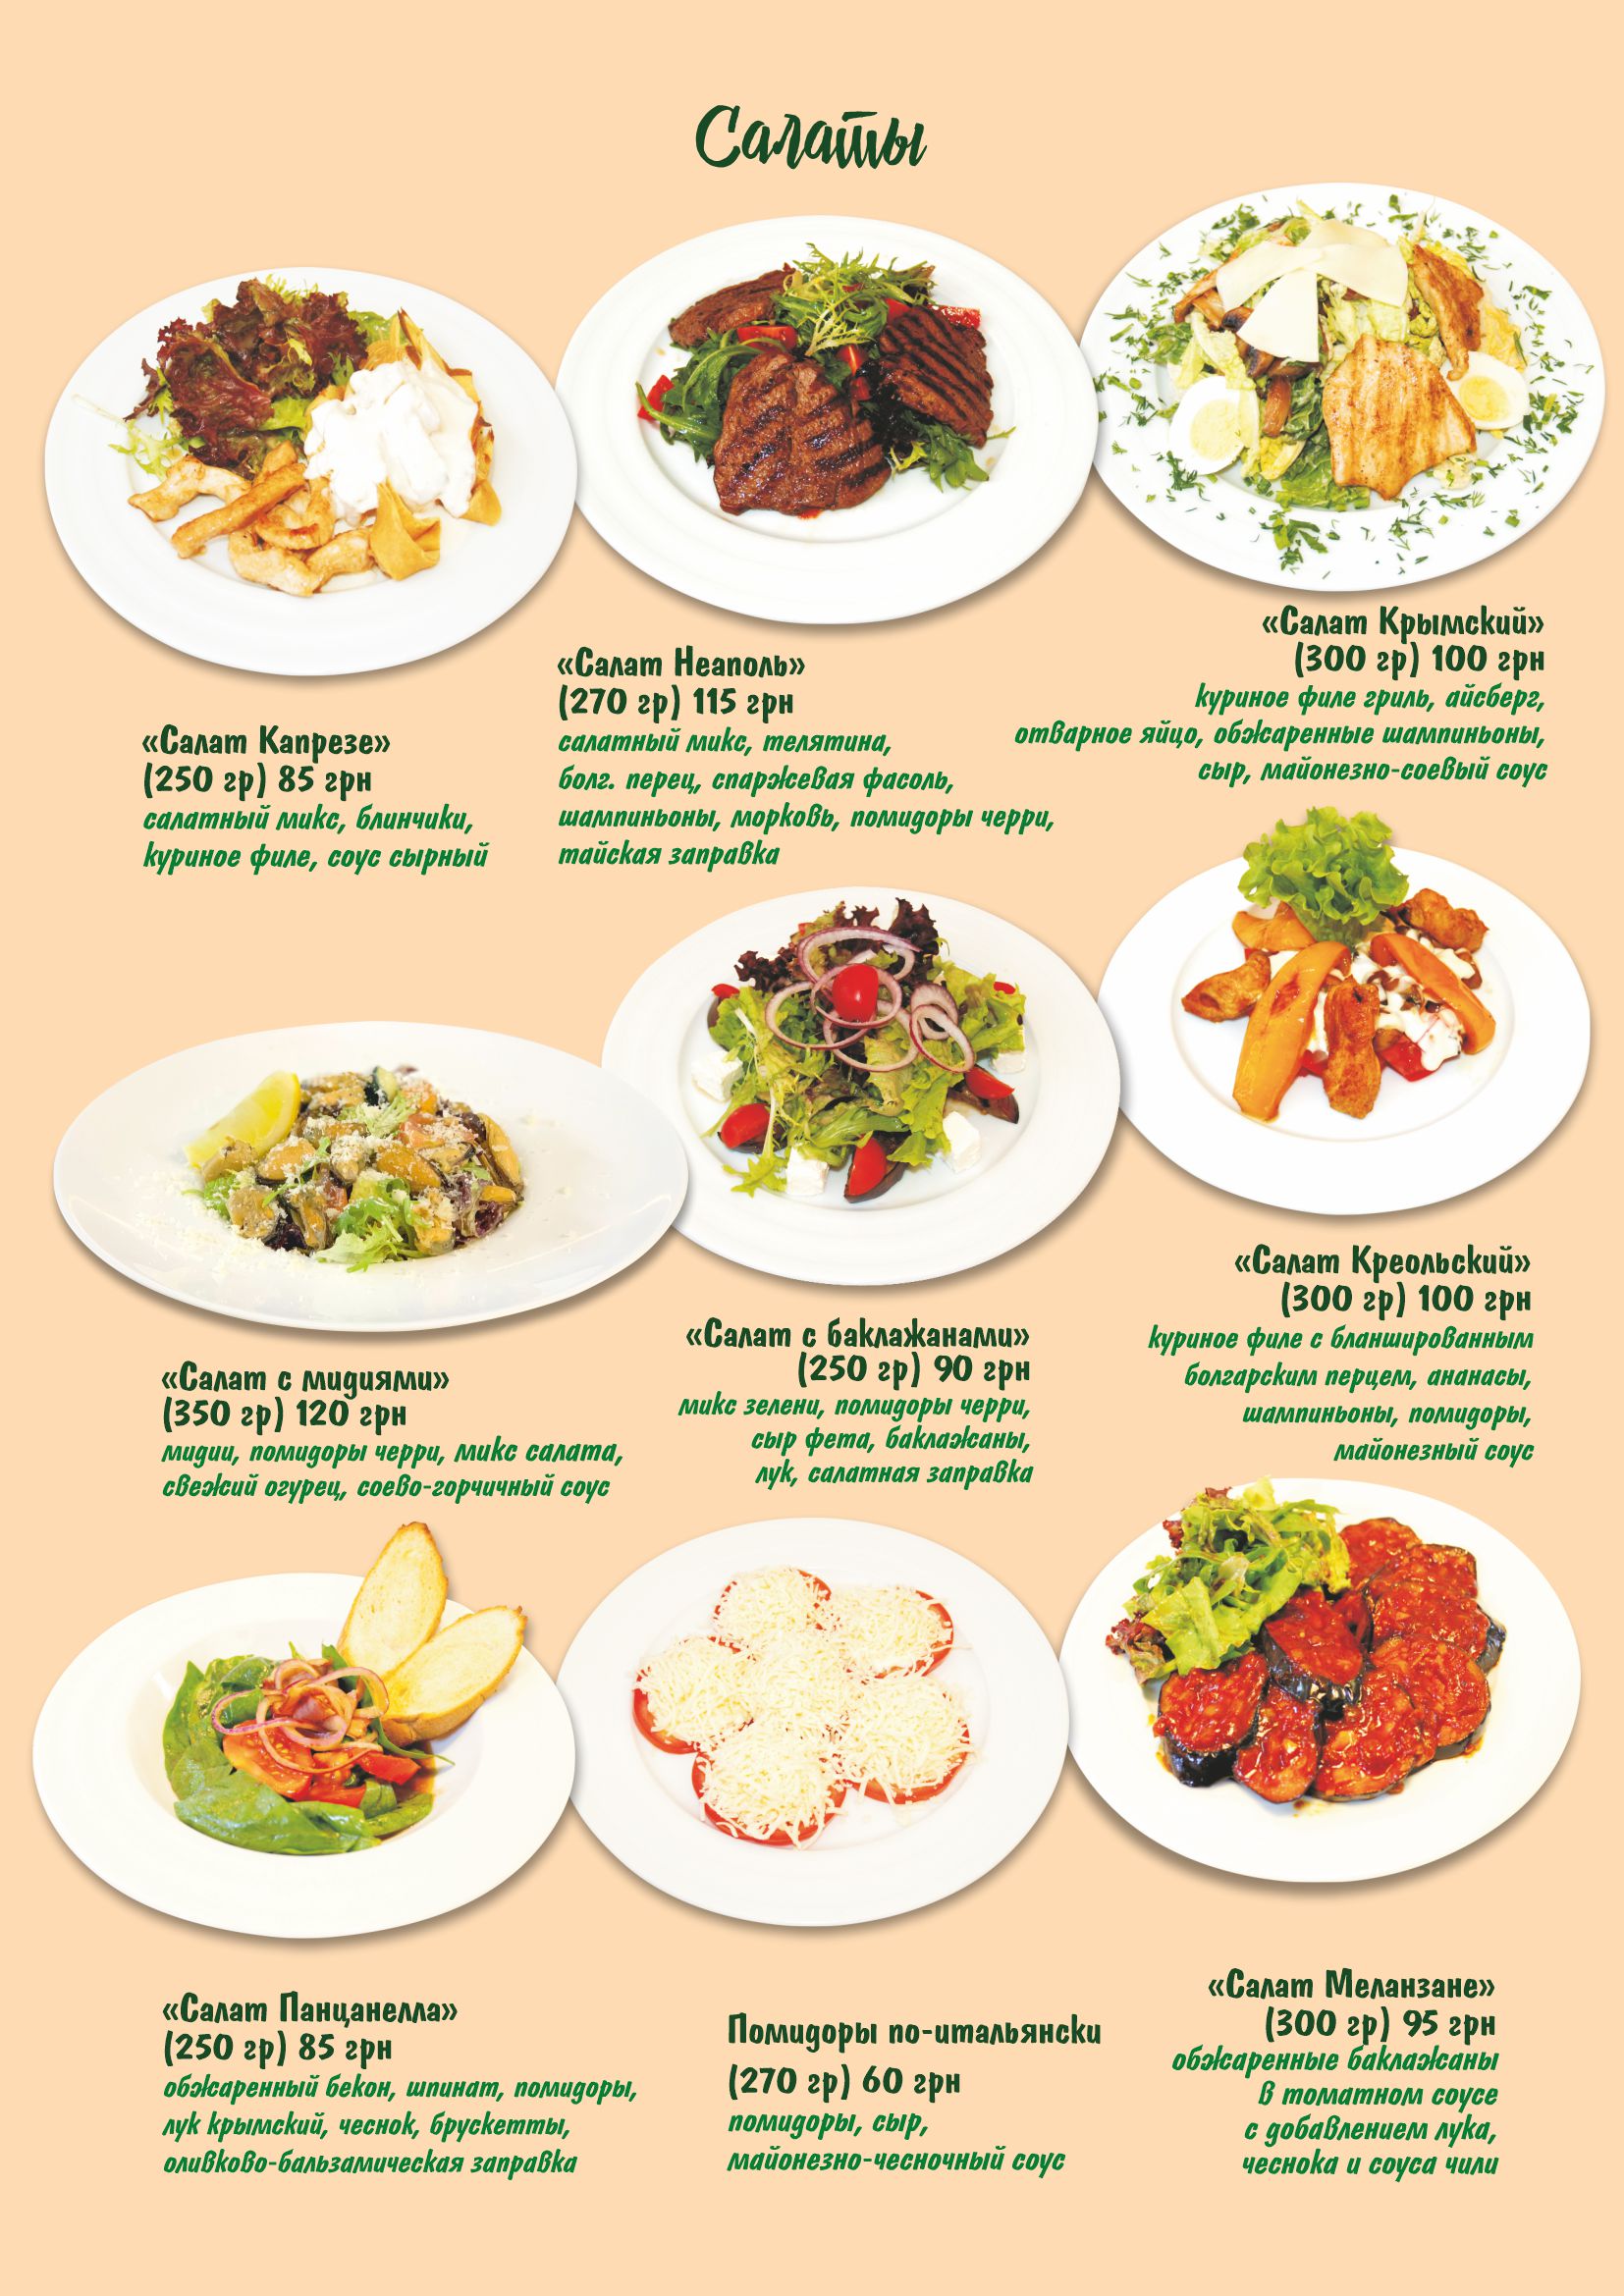 Салаты
«Салат Капрезе»
(250 гр) 85 грн
салатный микс, блинчики,
куриное филе, соус сырный
«Салат Неаполь»
(270 гр) 115 грн
салатный микс, телятина,
болг. перец, спаржевая фасоль,
шампиньоны, морковь, помидоры черри,
тайская заправка
«Салат Крымский»
(300 гр) 100 грн
куриное филе гриль, айсберг,
отварное яйцо, обжаренные шампиньоны,
сыр, майонезно-соевый соус
«Салат с мидиями»
(350 гр) 120 грн
мидии, помидоры черри, микс салата,
свежий огурец, соево-горчичный соус
«Салат с баклажанами»
(250 гр) 90 грн
микс зелени, помидоры черри,
сыр фета, баклажаны,
лук, салатная заправка
«Салат Креольский»
(300 гр) 100 грн
куриное филе с бланшированным
болгарским перцем, ананасы,
шампиньоны, помидоры,
майонезный соус
«Салат Панцанелла»
(250 гр) 85 грн
обжаренный бекон, шпинат, помидоры,
лук крымский, чеснок, брускетты,
оливково-бальзамическая заправка
Помидоры по-итальянски
(270 гр) 60 грн
помидоры, сыр,
майонезно-чесночный соус
«Салат Меланзане»
(300 гр) 95 грн
обжаренные баклажаны
в томатном соусе
с добавлением лука,
чеснока и соуса чили